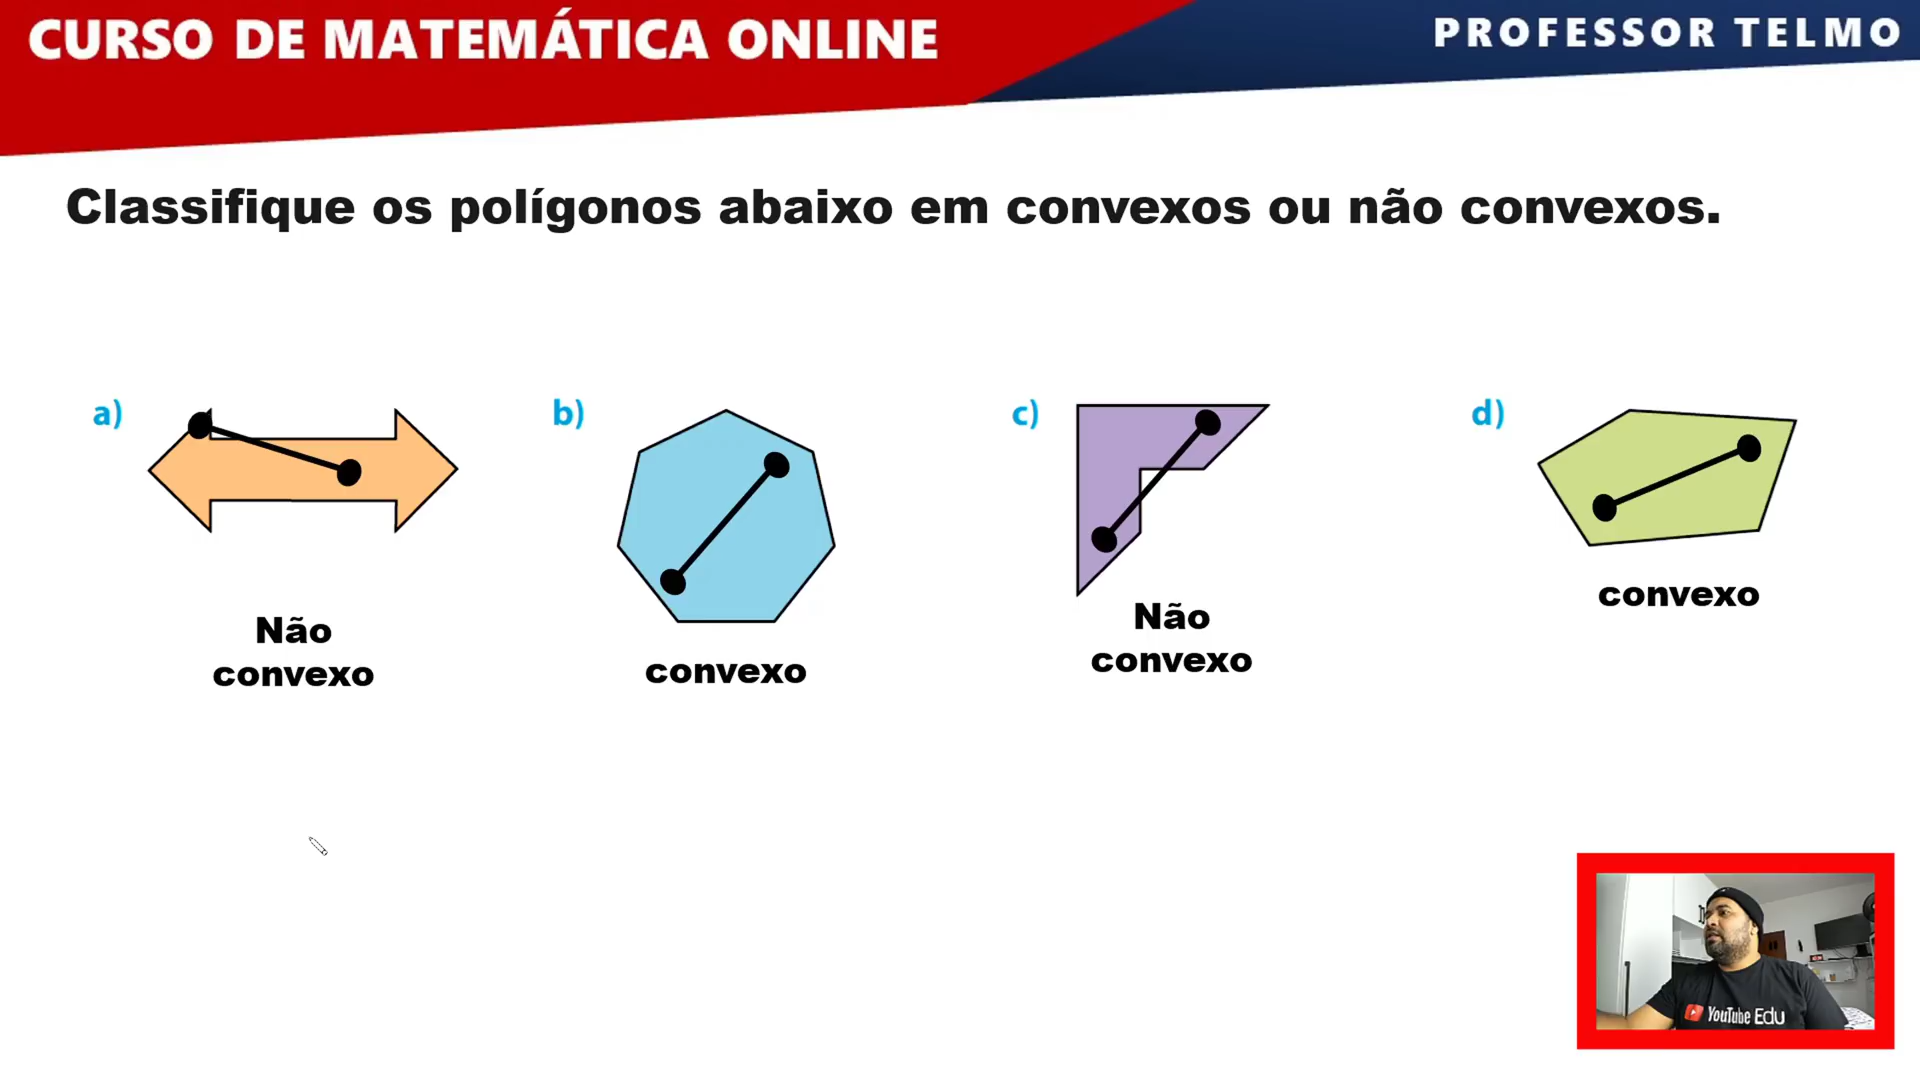 CURSO DE MATEMÁTICA ONLINE
PROFESSOR TELMO
Classifique os polígonos abaixo em convexos ou não convexos.
a)
b)
c)
d)
Não
convexo
convexo
Não
convexo
convexo
YouTube Edu